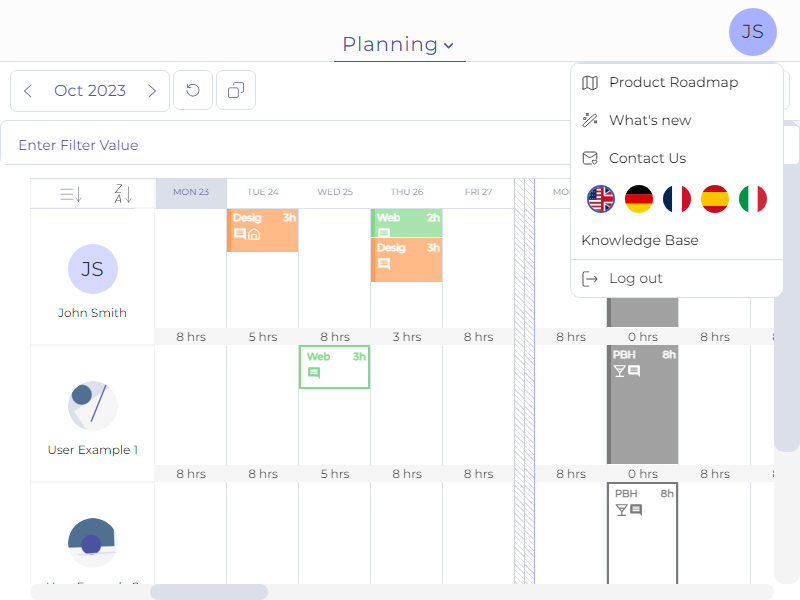 Planning
JS
Oct 2023
Product Roadmap
What's new
Contact Us
Knowledge Base
Log out
Enter Filter Value
Z
A
MON 23 TUE 24 WED 25 THU 26 FRI 27 MO
Desig 3h
Web 2h
Desig 3h
JS
John Smith
8 hrs 5 hrs 8 hrs 3 hrs 8 hrs 8 hrs 0 hrs 8 hrs
Web 3h
PBH 8h
User Example 1
8 hrs 8 hrs 5 hrs 8 hrs 8 hrs 8 hrs 0 hrs 8 hrs
PBH 8h